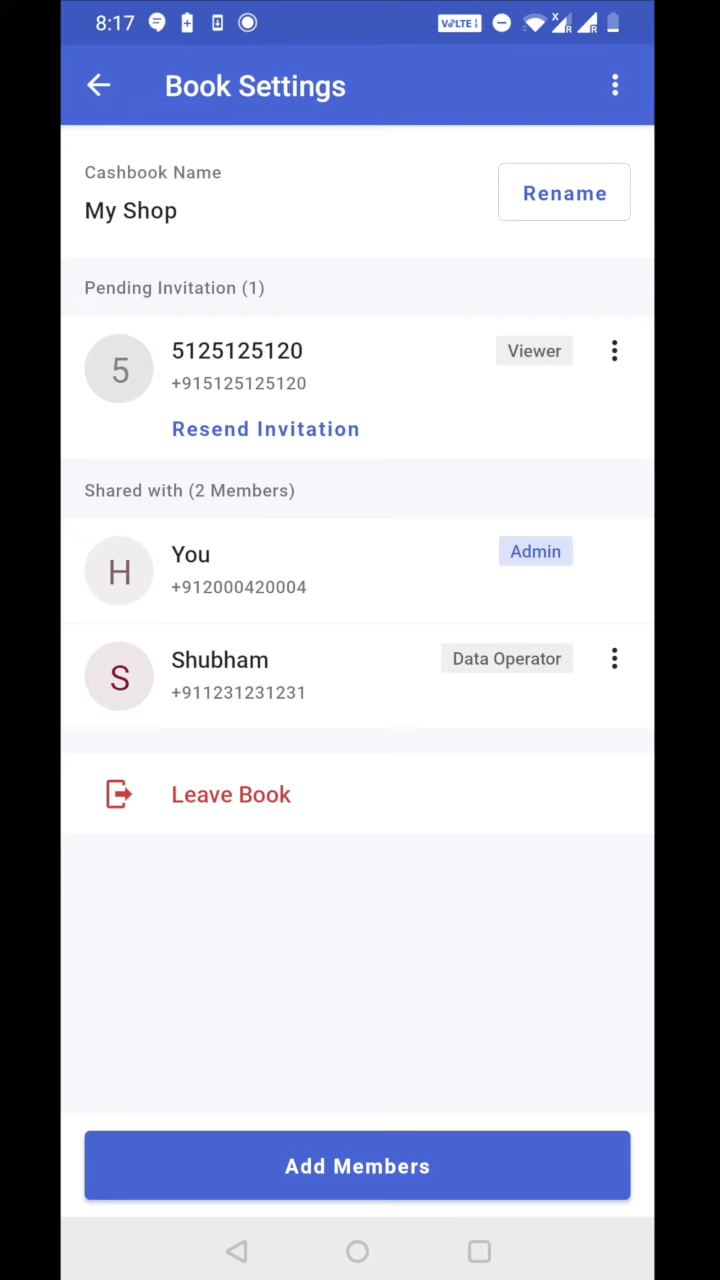 8:17
VoLTE
X
R
R
Book Settings
Cashbook Name
My Shop
Rename
Pending Invitation (1)
5
5125125120
Viewer
+915125125120
Resend Invitation
Shared with (2 Members)
H
You
Admin
+912000420004
S
Shubham
Data Operator
+911231231231
Leave Book
Add Members